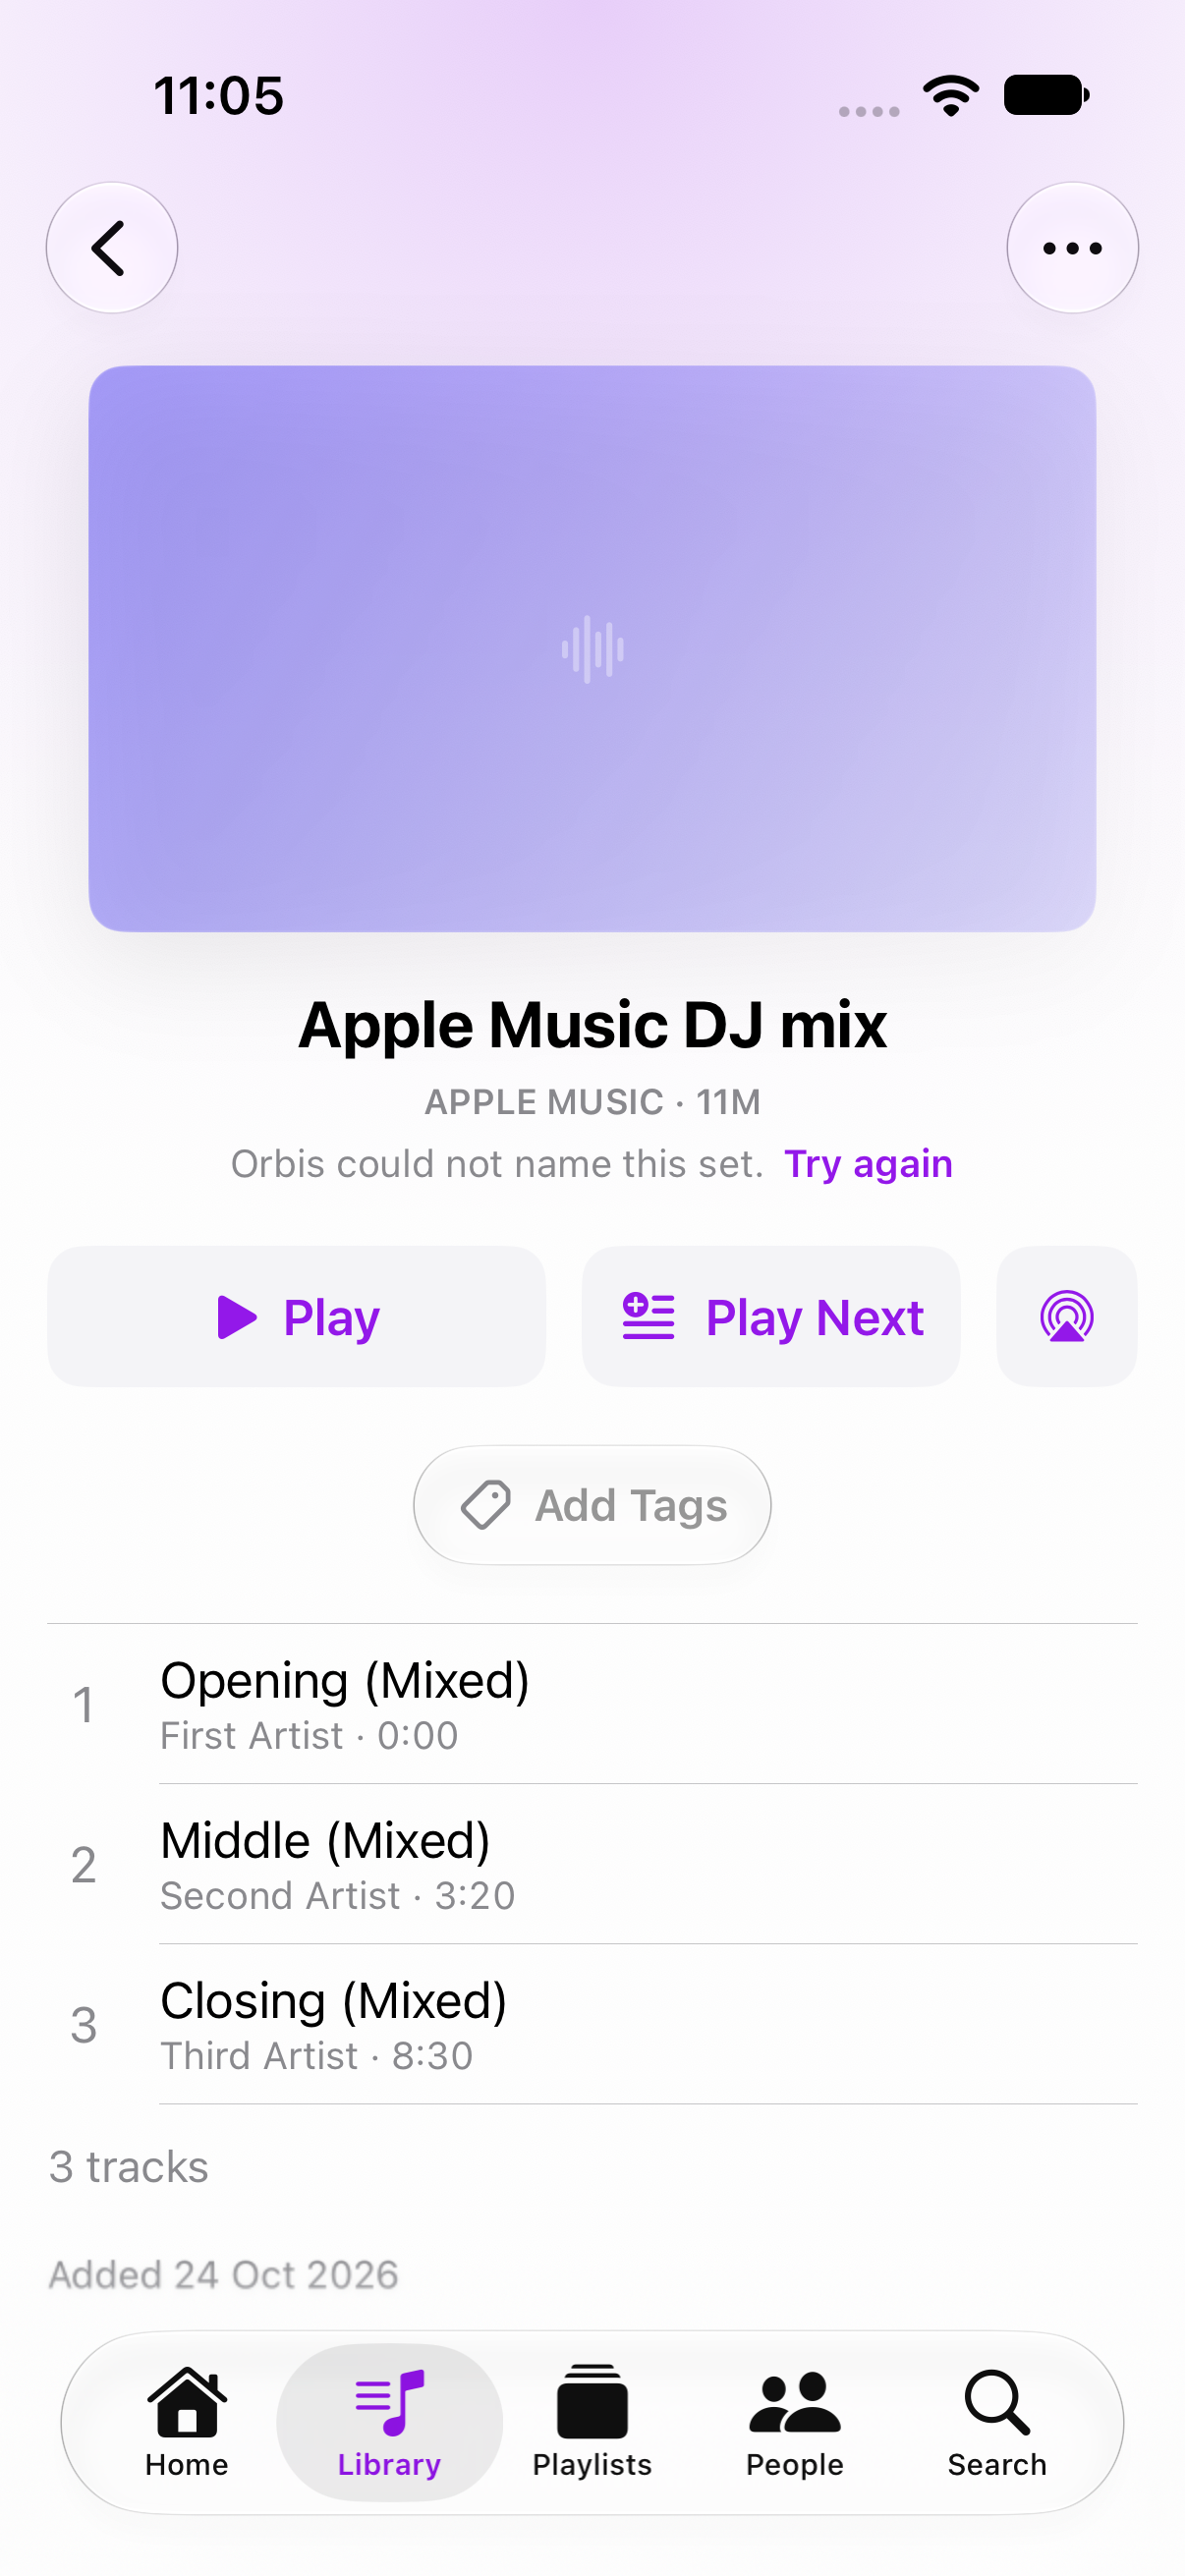 11:05
Apple Music DJ mix
APPLE MUSIC · 11M
Orbis could not name this set. Try again
Play
Play Next
Add Tags
1
Opening (Mixed)
First Artist · 0:00
2
Middle (Mixed)
Second Artist · 3:20
3
Closing (Mixed)
Third Artist · 8:30
3 tracks
Added 24 Oct 2026
Home
Library
Playlists
People
Search